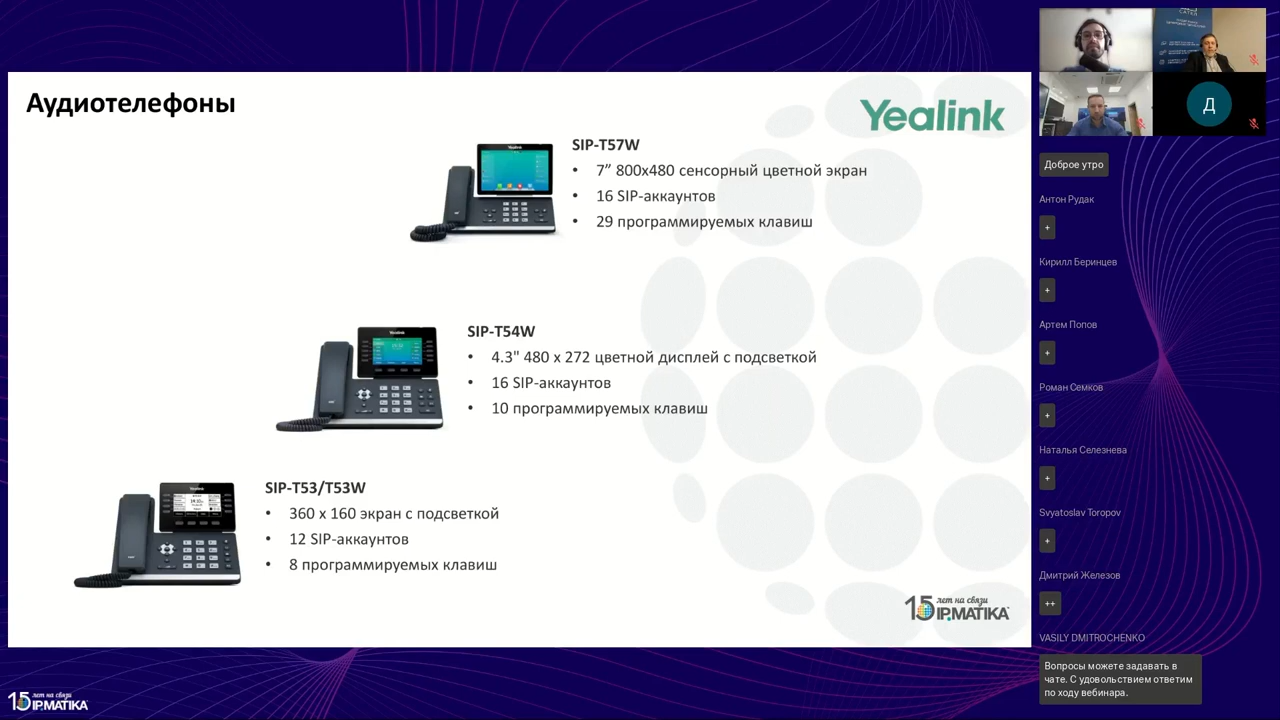 Аудиотелефоны
Yealink
SIP-T57W
• 7” 800x480 сенсорный цветной экран
• 16 SIP-аккаунтов
• 29 программируемых клавиш
SIP-T54W
• 4.3" 480 x 272 цветной дисплей с подсветкой
• 16 SIP-аккаунтов
• 10 программируемых клавиш
SIP-T53/T53W
• 360 x 160 экран с подсветкой
• 12 SIP-аккаунтов
• 8 программируемых клавиш
15 лет на связи
IPMATIKA
15 лет на связи
IPMATIKA
САТЕЛ
Д
Доброе утро
Антон Рудак
+
Кирилл Беринцев
+
Артем Попов
+
Роман Семков
+
Наталья Селезнева
+
Svyatoslav Toropov
+
Дмитрий Железов
++
VASILY DMITROCHENKO
Вопросы можете задавать в
чате. С удовольствием ответим
по ходу вебинара.